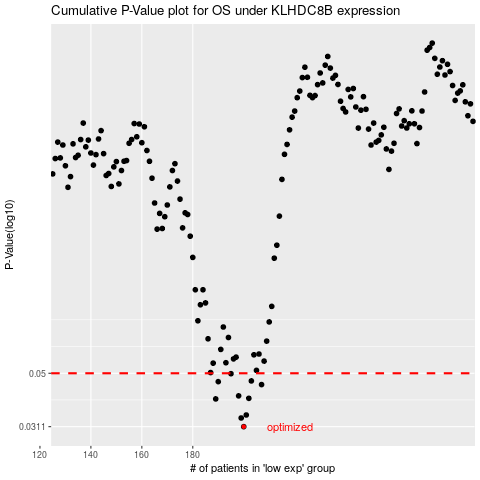 Cumulative P-Value plot for OS under KLHDC8B expression
P-Value(log10)
0.05
0.0311
optimized
120 140 160 180
# of patients in 'low exp' group